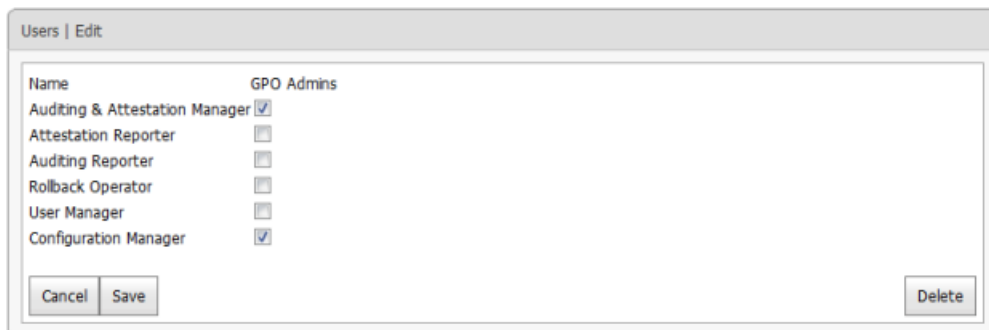 Users | Edit
Name GPO Admins
Auditing & Attestation Manager
Attestation Reporter
Auditing Reporter
Rollback Operator
User Manager
Configuration Manager
Cancel Save Delete